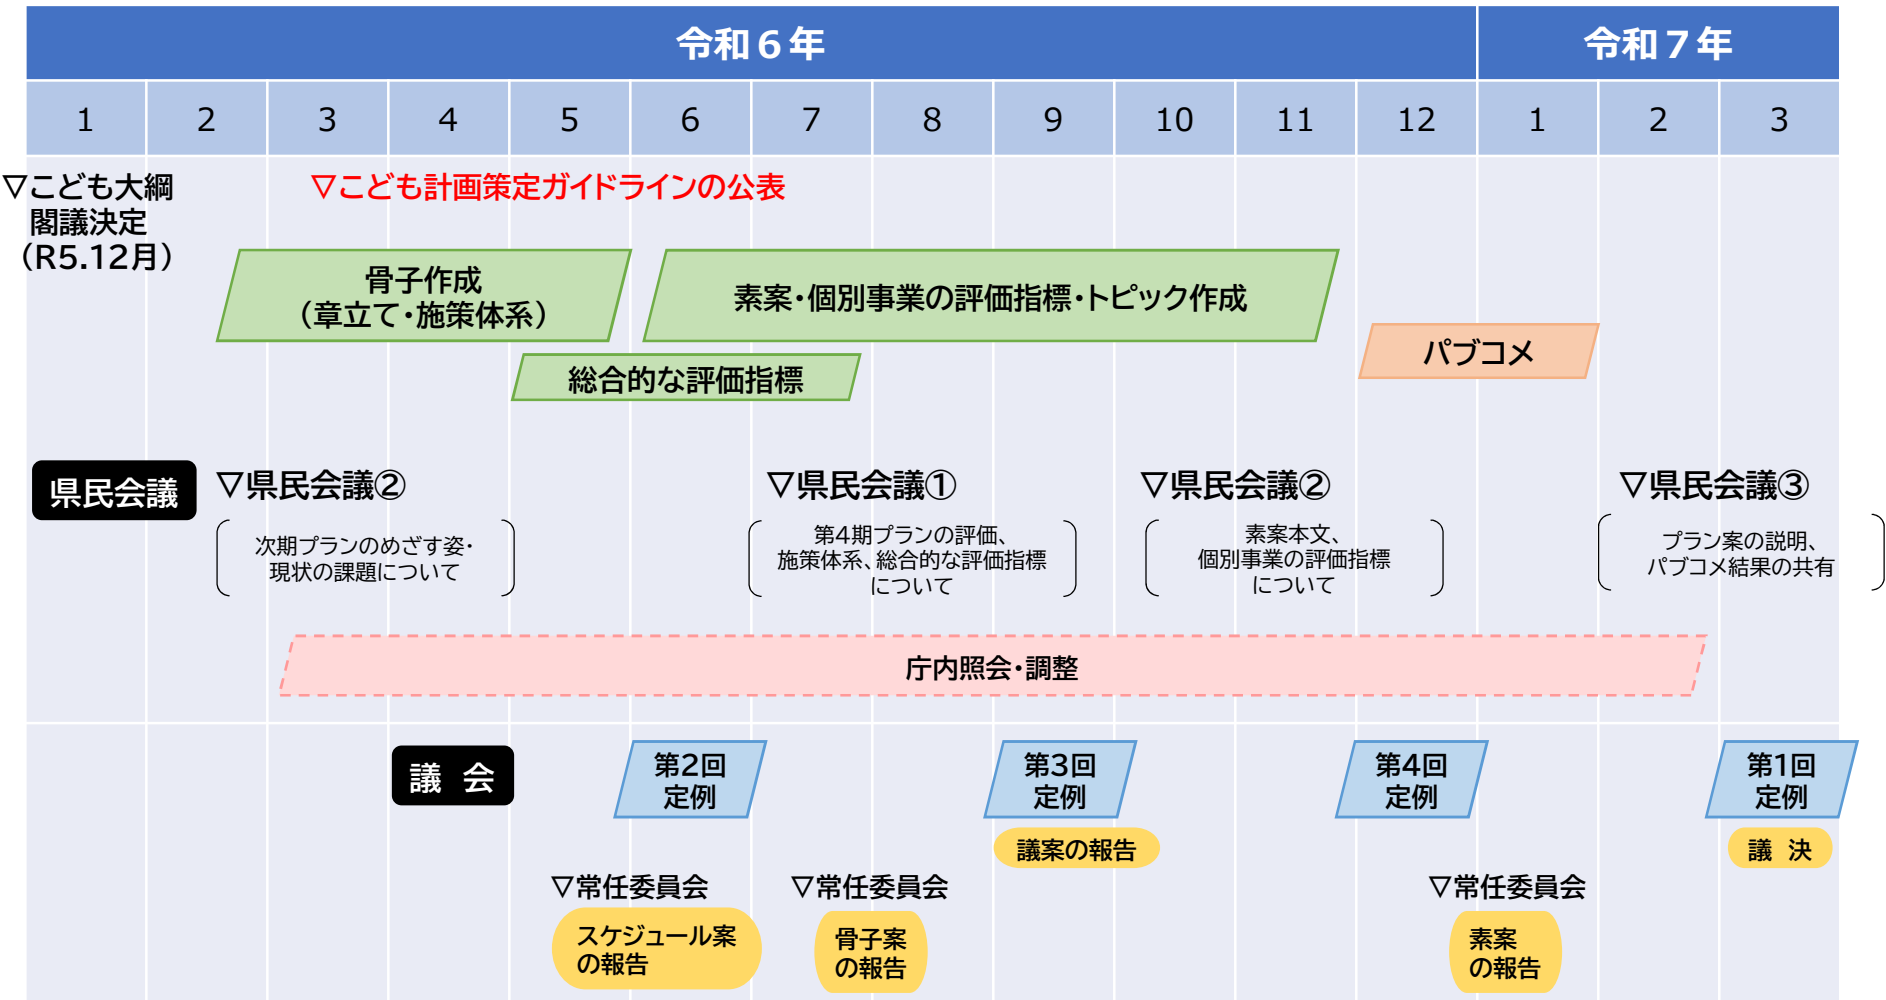 令和６年
令和７年
1 2 3 4 5 6 7 8 9 10 11 12 1 2 3
▽こども大綱
閣議決定
（R5.12月）
▽こども計画策定ガイドラインの公表
骨子作成
（章立て・施策体系）
素案・個別事業の評価指標・トピック作成
総合的な評価指標
パブコメ
県民会議
▽県民会議②
次期プランのめざす姿・
現状の課題について
▽県民会議①
第4期プランの評価、
施策体系、総合的な評価指標
について
▽県民会議②
素案本文、
個別事業の評価指標
について
▽県民会議③
プラン案の説明、
パブコメ結果の共有
庁内照会・調整
議 会
第2回
定例
第3回
定例
第4回
定例
第1回
定例
議案の報告
議 決
▽常任委員会
スケジュール案
の報告
▽常任委員会
骨子案
の報告
▽常任委員会
素案
の報告